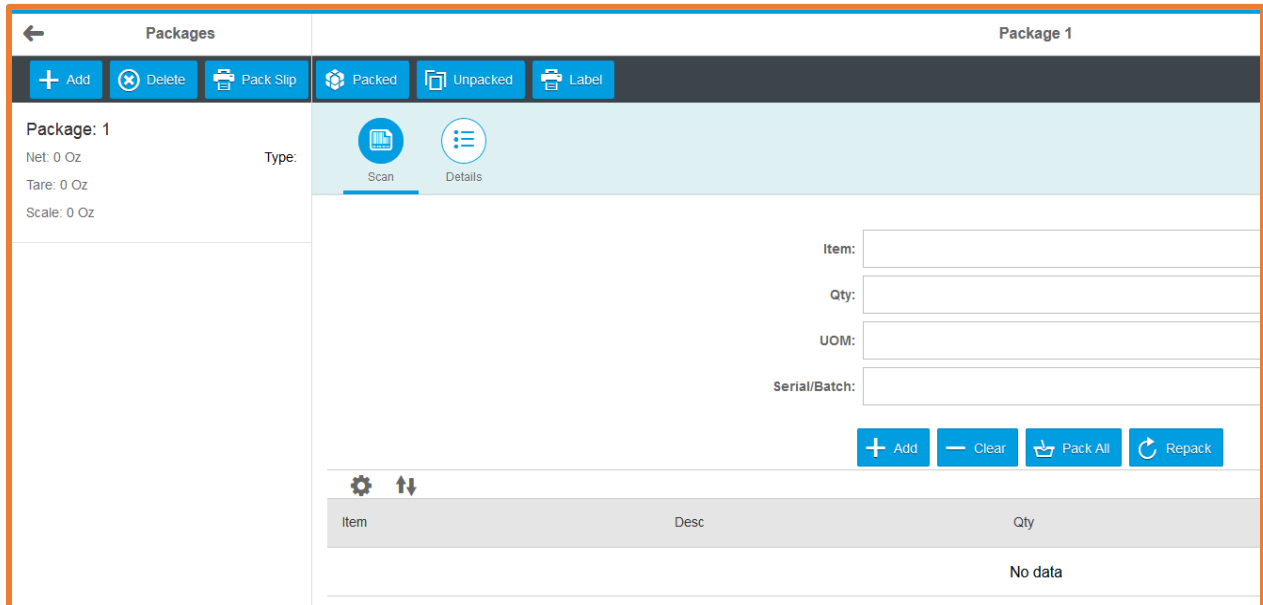 Packages
Package 1
Add Delete Pack Slip Packed Unpacked Label
Package: 1
Net: 0 Oz Type:
Tare: 0 Oz
Scale: 0 Oz
Scan Details
Item:
Qty:
UOM:
Serial/Batch:
Add Clear Pack All Repack
Item Desc Qty
No data